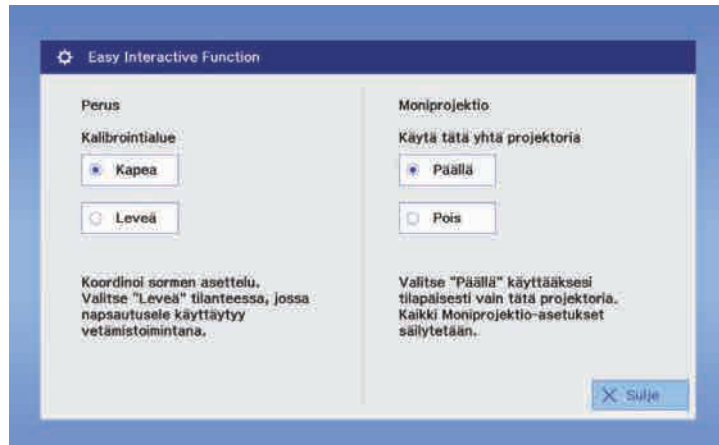 Easy Interactive Function
Perus
Kalibrointialue
Kapea
Leveä
Koordinoi sormen asettelu.
Valitse "Leveä" tilanteessa, jossa
napsautusele käyttäytyy
vetämistoimintana.
Moniprojektio
Käytä tätä yhtä projektoria
Päällä
Pois
Valitse "Päällä" käyttääksesi
tilapäisesti vain tätä projektoria.
Kaikki Moniprojektio-asetukset
säilytetään.
Sulje